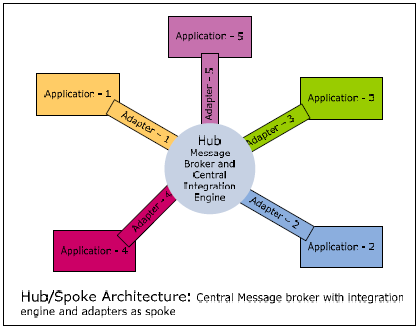 Application - 5
Adapter - 5
Application - 1
Adapter - 1
Application - 3
Adapter - 3
Hub
Message
Broker and
Central
Integration
Engine
Adapter - 4
Application - 4
Adapter - 2
Application - 2
Hub/Spoke Architecture: Central Message broker with Integration
engine and adapters as spoke